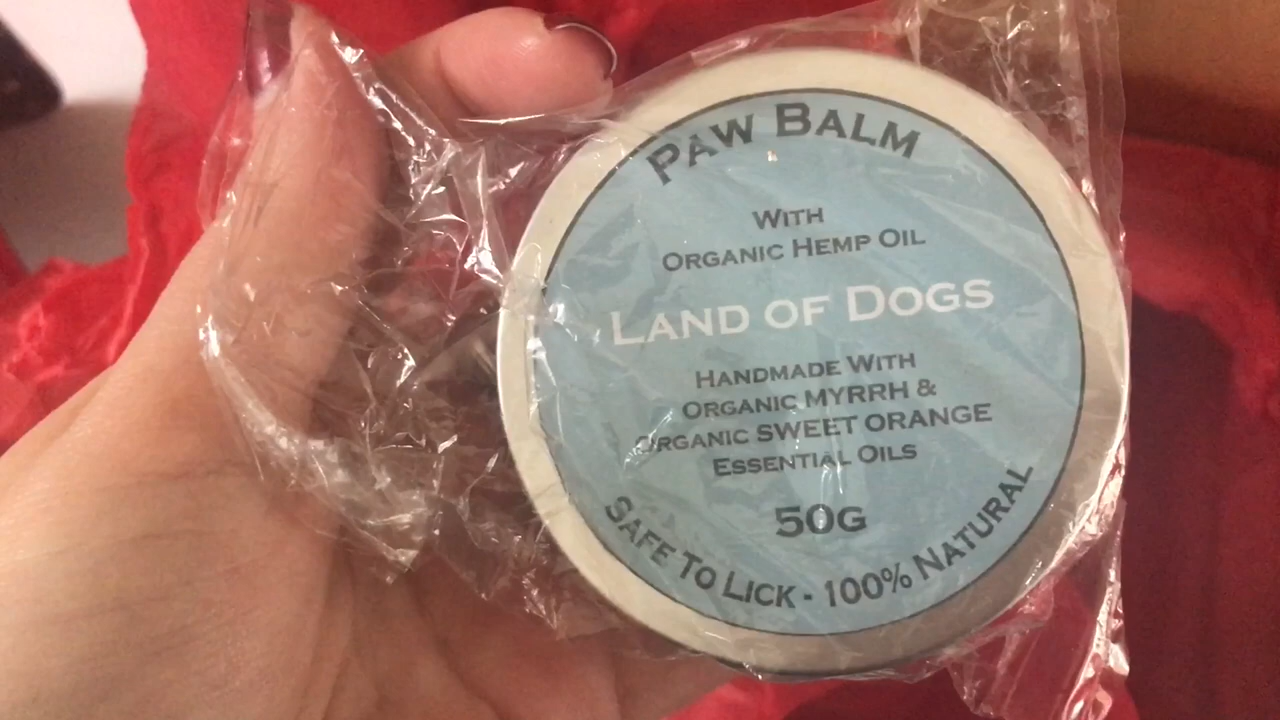 PAW BALM
WITH
ORGANIC HEMP OIL
LAND OF DOGS
HANDMADE WITH
ORGANIC MYRRH &
ORGANIC SWEET ORANGE
ESSENTIAL OILS
50G
SAFE TO LICK - 100% NATURAL